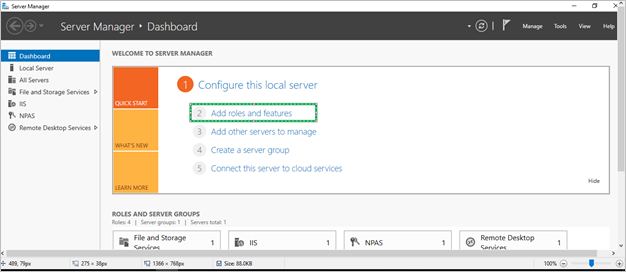 Server Manager
Server Manager • Dashboard
Manage Tools View Help
Dashboard
Local Server
All Servers
File and Storage Services
IIS
NPAS
Remote Desktop Services
WELCOME TO SERVER MANAGER
QUICK START
WHAT'S NEW
LEARN MORE
1 Configure this local server
2 Add roles and features
3 Add other servers to manage
4 Create a server group
5 Connect this server to cloud services
Hide
ROLES AND SERVER GROUPS
Roles: 4 | Server groups: 1 | Servers total: 1
File and Storage Services 1
IIS 1
NPAS 1
Remote Desktop Services 1
489, 79px 275 × 38px 1366 × 768px Size: 88.0KB 100%